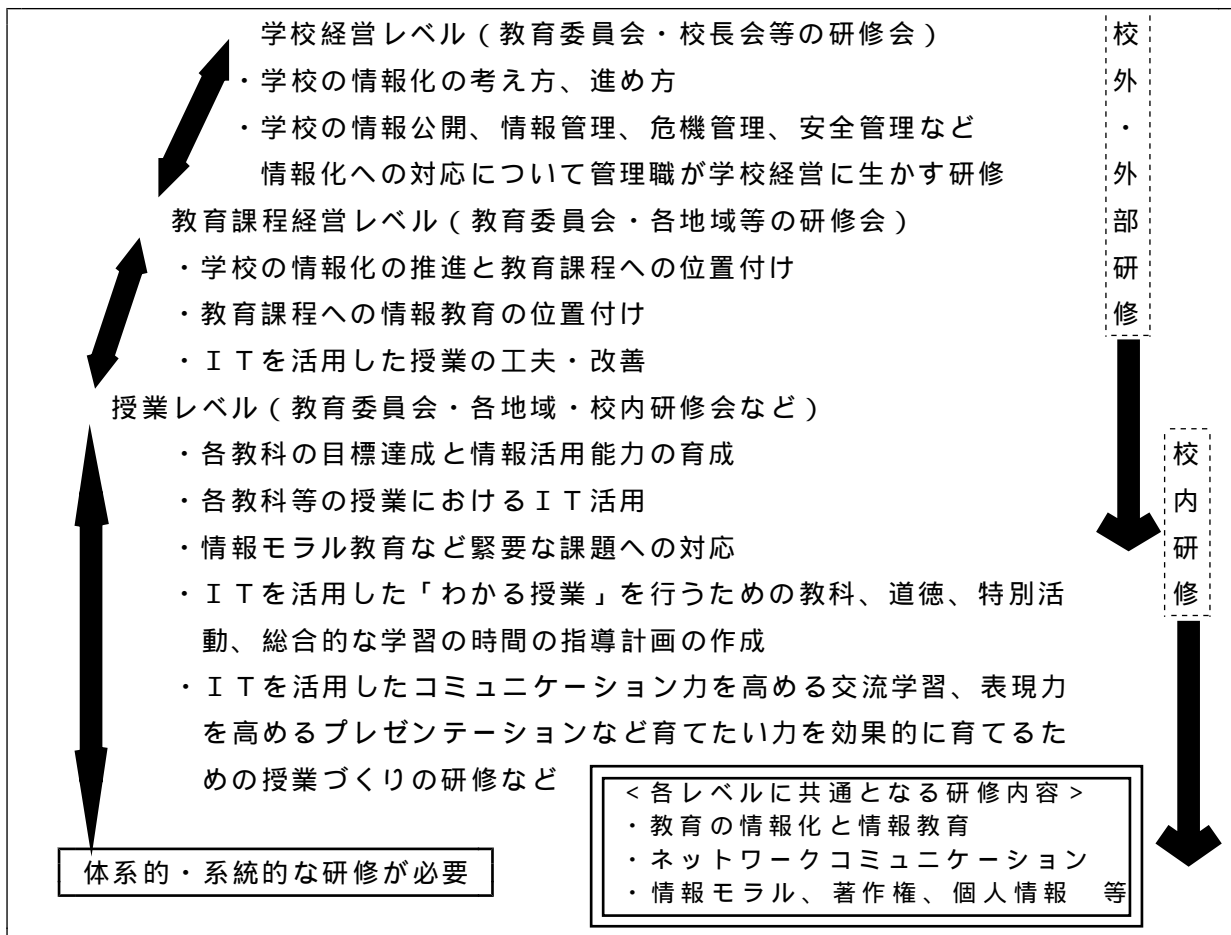 学校経営レベル（教育委員会・校長会等の研修会）
・学校の情報化の考え方、進め方
・学校の情報公開、情報管理、危機管理、安全管理など
情報化への対応について管理職が学校経営に生かす研修
教育課程経営レベル（教育委員会・各地域等の研修会）
・学校の情報化の推進と教育課程への位置付け
・教育課程への情報教育の位置付け
・ＩＴを活用した授業の工夫・改善
授業レベル（教育委員会・各地域・校内研修会など）
・各教科の目標達成と情報活用能力の育成
・各教科等の授業におけるＩＴ活用
・情報モラル教育など緊要な課題への対応
・ＩＴを活用した「わかる授業」を行うための教科、道徳、特別活
動、総合的な学習の時間の指導計画の作成
・ＩＴを活用したコミュニケーション力を高める交流学習、表現力
を高めるプレゼンテーションなど育てたい力を効果的に育てるた
めの授業づくりの研修など
＜各レベルに共通となる研修内容＞
・教育の情報化と情報教育
・ネットワークコミュニケーション
・情報モラル、著作権、個人情報　等
体系的・系統的な研修が必要
校外・外部研修
校内研修